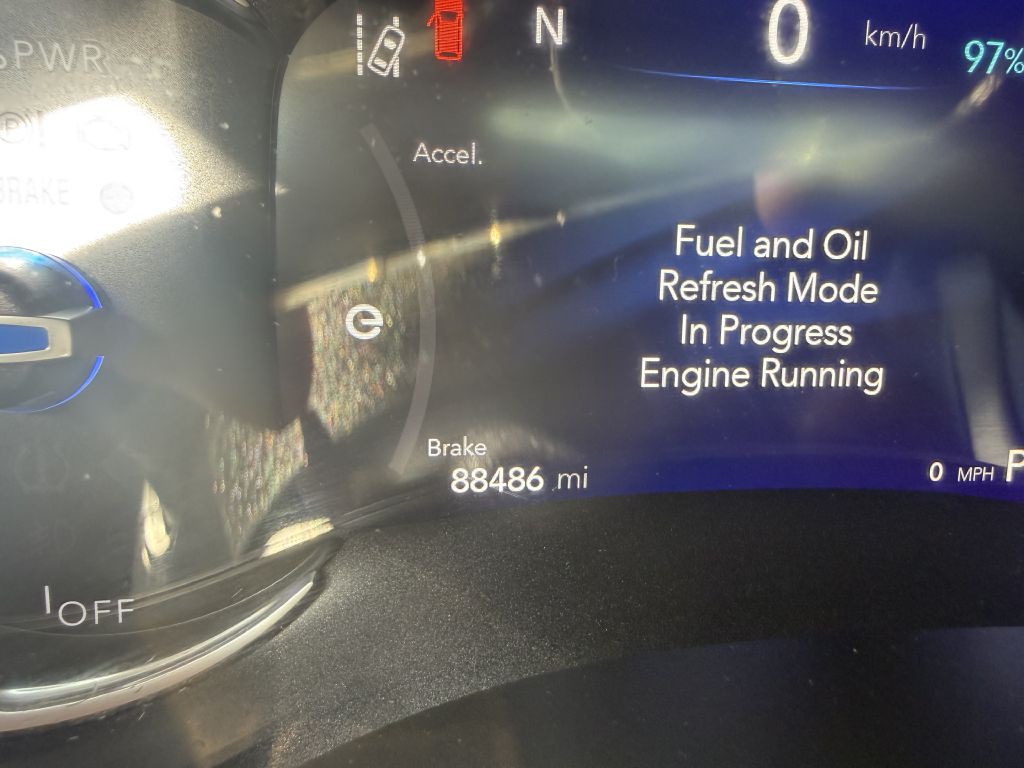 PWR
N
0
km/h
97%
Accel.
BRAKE
Fuel and Oil
Refresh Mode
In Progress
Engine Running
e
Brake
88486 mi
0 MPH
P
OFF